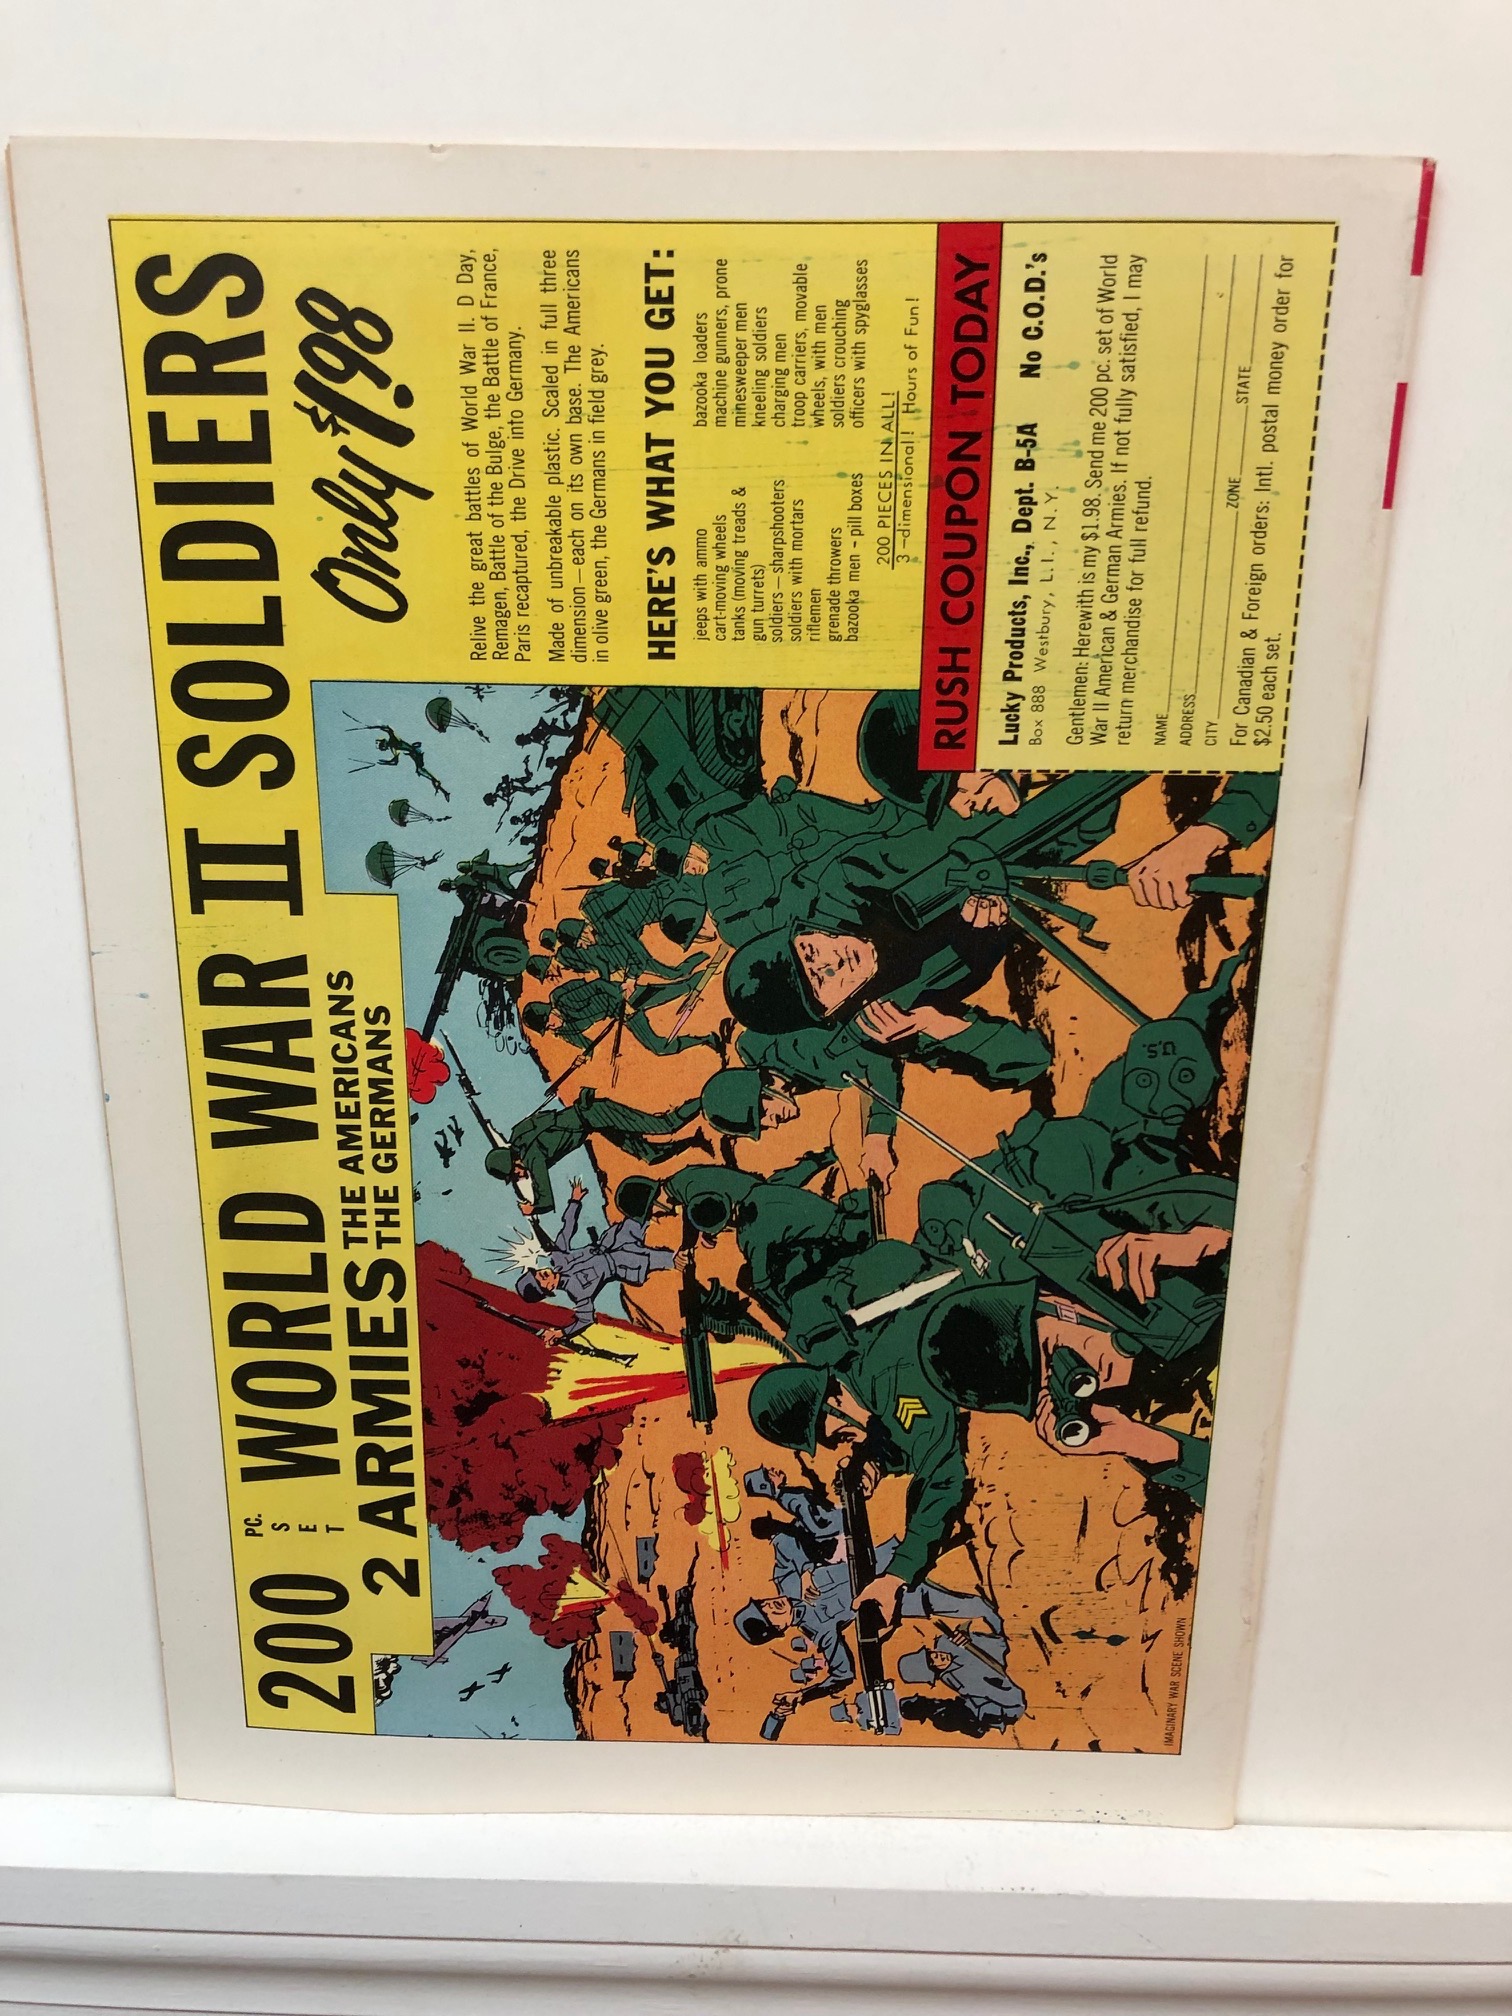 200 PC. SET WORLD WAR II SOLDIERS
2 ARMIES THE AMERICANS
THE GERMANS
Only $1.98
Relive the great battles of World War II. D Day,
Remagen, Battle of the Bulge, the Battle of France,
Paris recaptured, the Drive into Germany.
Made of unbreakable plastic. Scaled in full three
dimension—each on its own base. The Americans
in olive green, the Germans in field grey.
HERE'S WHAT YOU GET:
jeeps with ammo
cart-moving wheels
tanks (moving treads &
gun turrets)
soldiers—sharpshooters
soldiers with mortars
riflemen
grenade throwers
bazooka men - pill boxes
bazooka loaders
machine gunners, prone
minesweeper men
kneeling soldiers
charging men
troop carriers, movable
wheels, with men
soldiers crouching
officers with spyglasses
200 PIECES IN ALL!
3-dimensional! Hours of Fun!
RUSH COUPON TODAY
Lucky Products, Inc., Dept. B-5A No C.O.D.'s
Box 888 Westbury, L.I., N.Y.
Gentlemen: Herewith is my $1.98. Send me 200 pc. set of World
War II American & German Armies. If not fully satisfied, I may
return merchandise for full refund.
NAME
ADDRESS
CITY ZONE STATE
For Canadian & Foreign orders: Intl. postal money order for
$2.50 each set.
U.S.
IMAGINARY WAR SCENE SHOWN